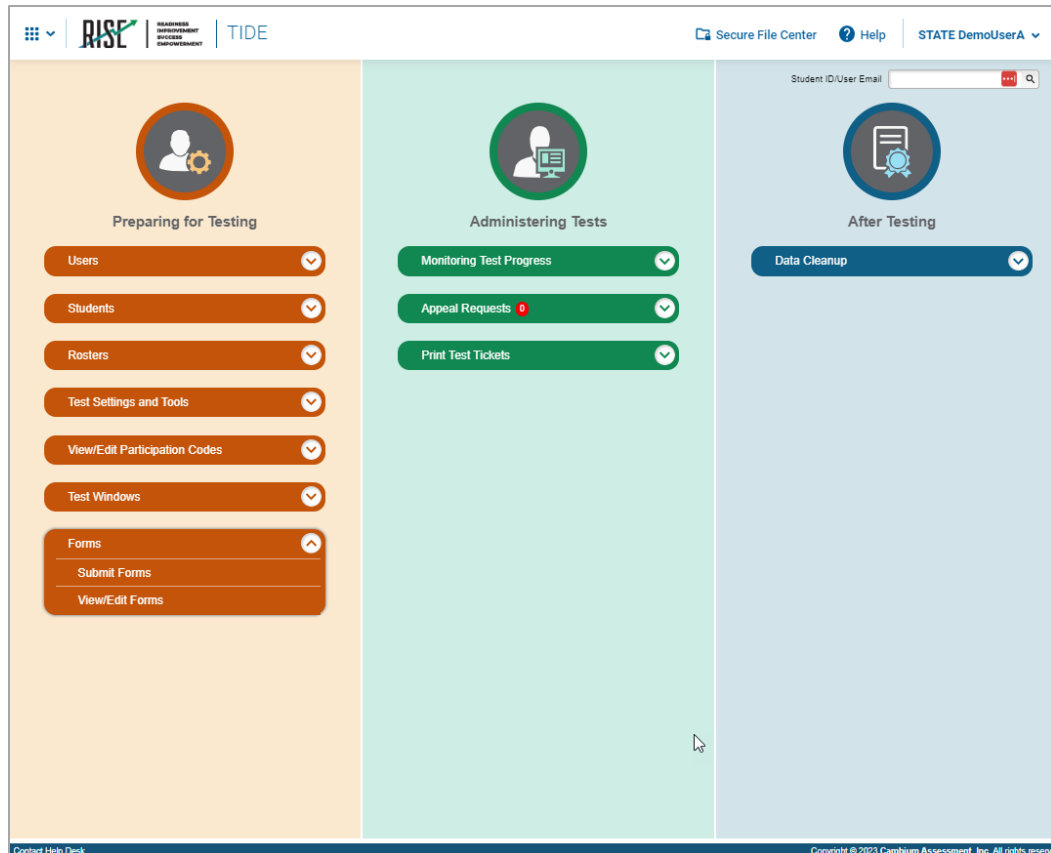 RISE
READINESS
IMPROVEMENT
SUCCESS
EMPOWERMENT
TIDE
Secure File Center
Help
STATE DemoUserA
Student ID/User Email
Preparing for Testing
Users
Students
Rosters
Test Settings and Tools
View/Edit Participation Codes
Test Windows
Forms
Submit Forms
View/Edit Forms
Administering Tests
Monitoring Test Progress
Appeal Requests 0
Print Test Tickets
After Testing
Data Cleanup
Contact Help Desk
Copyright © 2023 Cambium Assessment, Inc. All rights reserv